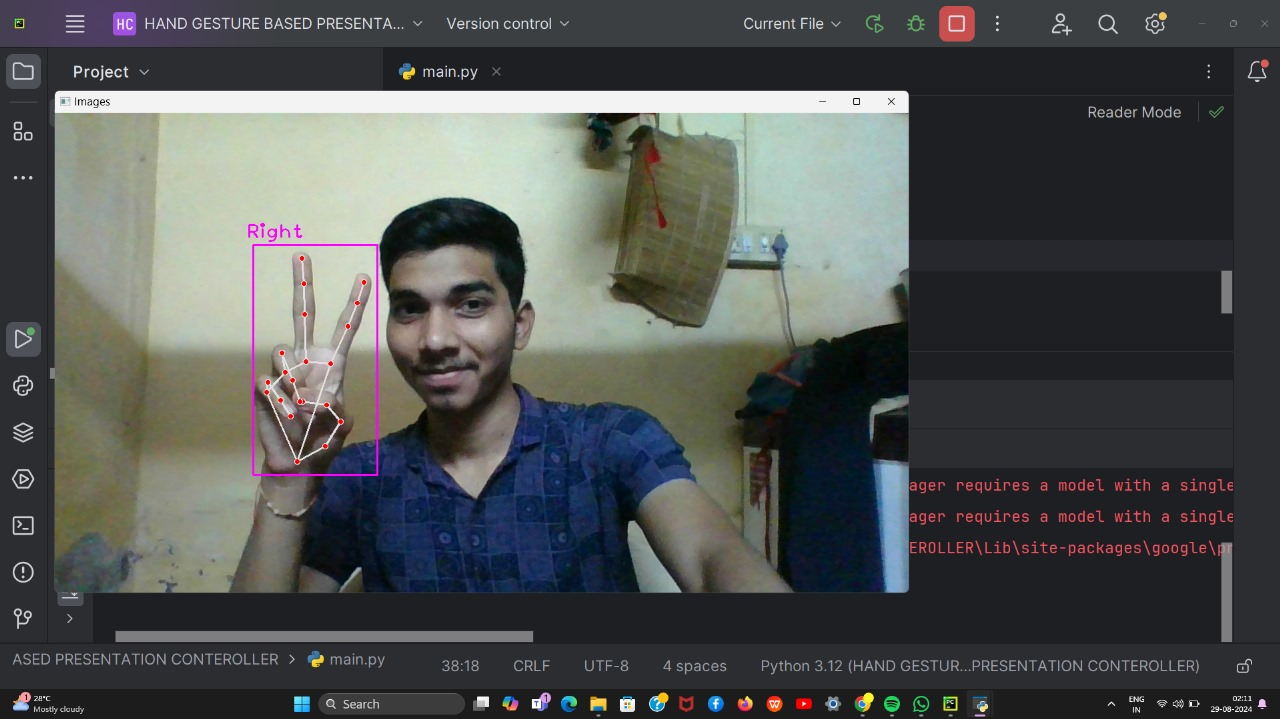 HC HAND GESTURE BASED PRESENTA...
Version control
Current File
Project
main.py
Images
Reader Mode
Right
ager requires a model with a single
ager requires a model with a single
EROLLER\Lib\site-packages\google\pr
ASED PRESENTATION CONTEROLLER > main.py
38:18
CRLF
UTF-8
4 spaces
Python 3.12 (HAND GESTUR...PRESENTATION CONTEROLLER)
1
28°C
Mostly cloudy
Search
1
ENG
IN
02:11
29-08-2024